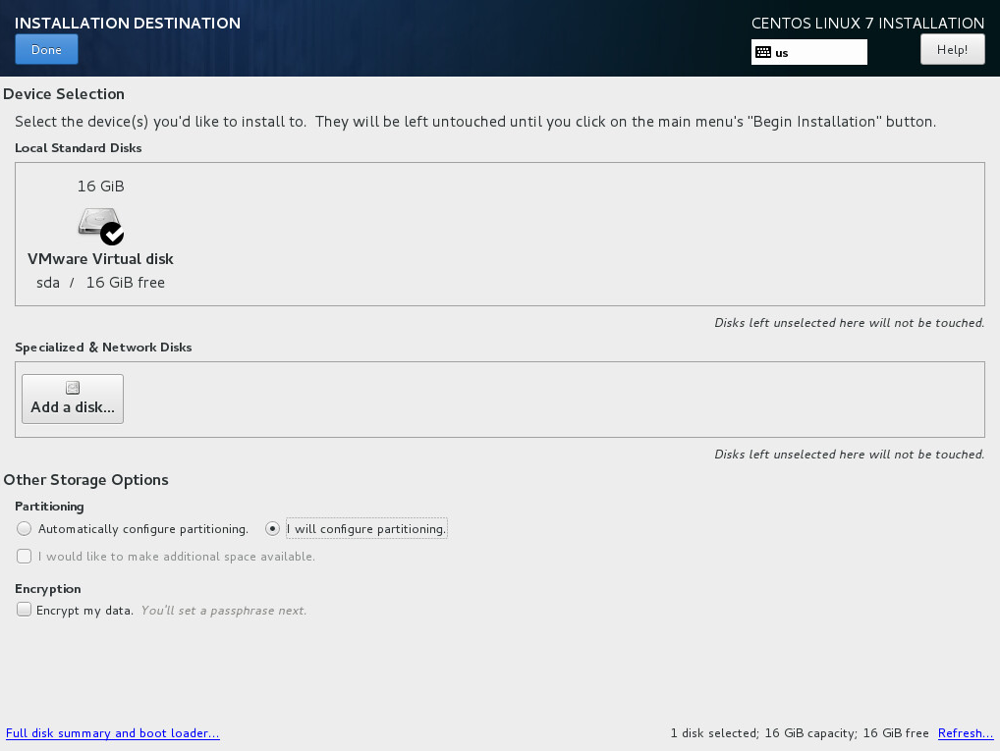 INSTALLATION DESTINATION
CENTOS LINUX 7 INSTALLATION
Done
us
Help!
Device Selection
Select the device(s) you'd like to install to.  They will be left untouched until you click on the main menu's "Begin Installation" button.
Local Standard Disks
16 GiB
VMware Virtual disk
sda / 16 GiB free
Disks left unselected here will not be touched.
Specialized & Network Disks
Add a disk...
Disks left unselected here will not be touched.
Other Storage Options
Partitioning
Automatically configure partitioning. I will configure partitioning.
I would like to make additional space available.
Encryption
Encrypt my data. You'll set a passphrase next.
Full disk summary and boot loader... 1 disk selected; 16 GiB capacity; 16 GiB free Refresh...